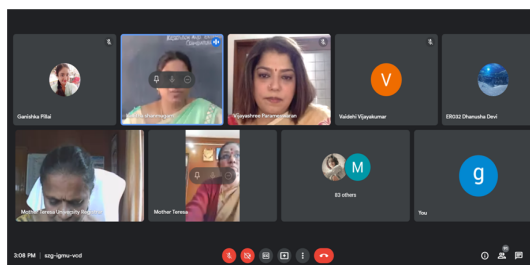 Ganishka Pillai
Vijayashree Parameswaran
V
Vaidehi Vijayakumar
ER032 Dhanusha Devi
Mother Teresa University Registrar
Mother Teresa
M
83 others
g
You
3:08 PM | szg-igmu-vcd